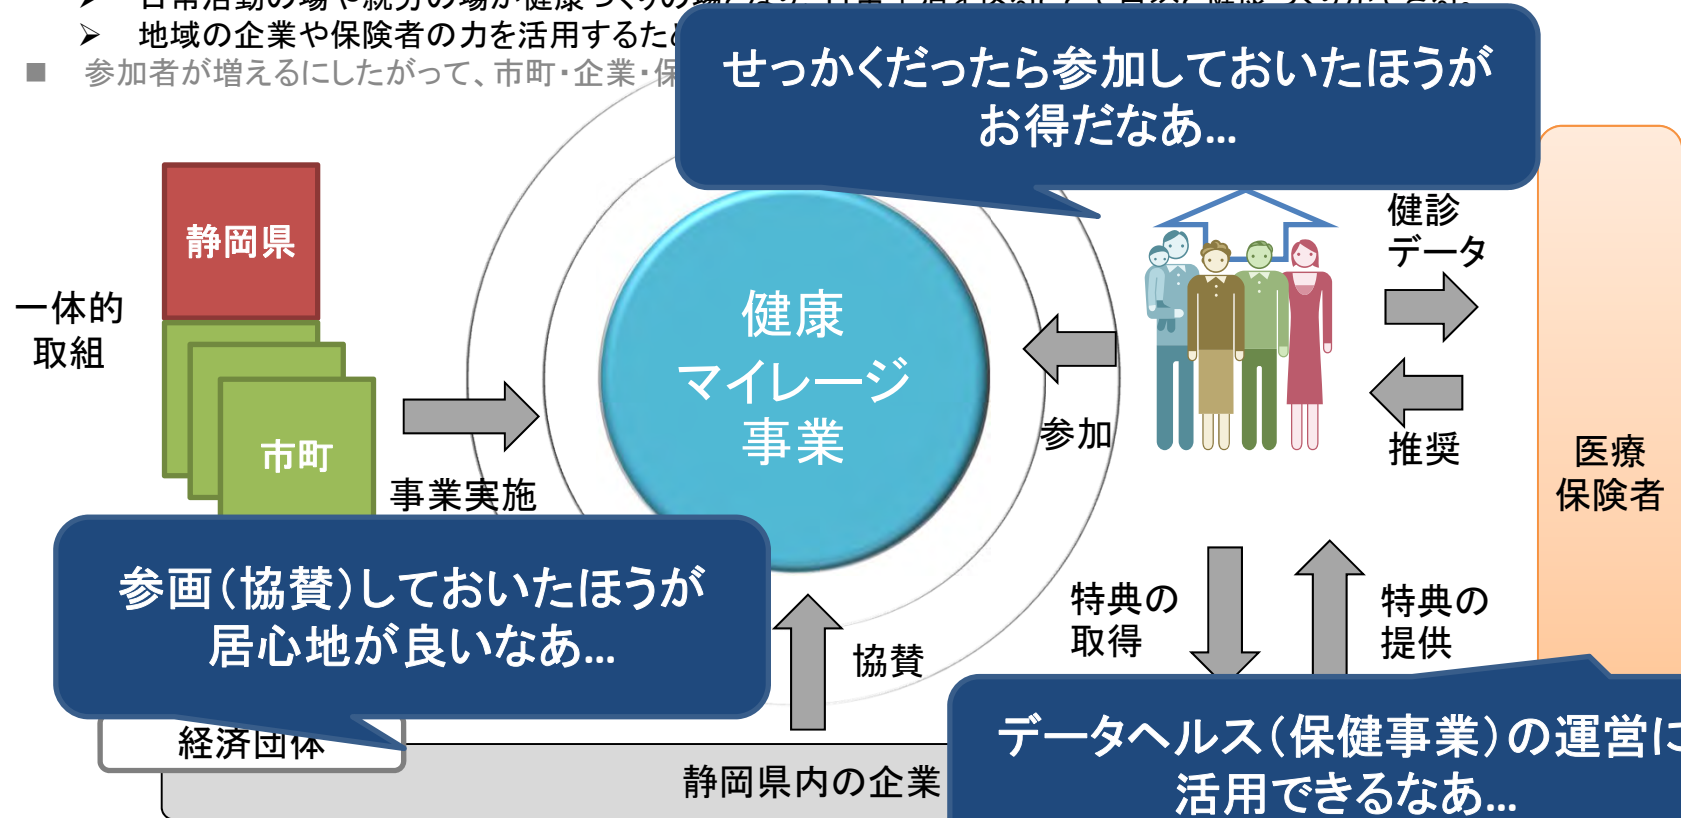 地域の企業や保険者の力を活用するた
参加者が増えるにしたがって、市町・企業・保
せっかくだったら参加しておいたほうが
お得だなあ…
静岡県
一体的
取組
市町
事業実施
健康
マイレージ
事業
参加
健診
データ
推奨
医療
保険者
参画(協賛)しておいたほうが
居心地が良いなあ…
協賛
特典の
取得
特典の
提供
経済団体
静岡県内の企業
データヘルス(保健事業)の運営に
活用できるなあ…